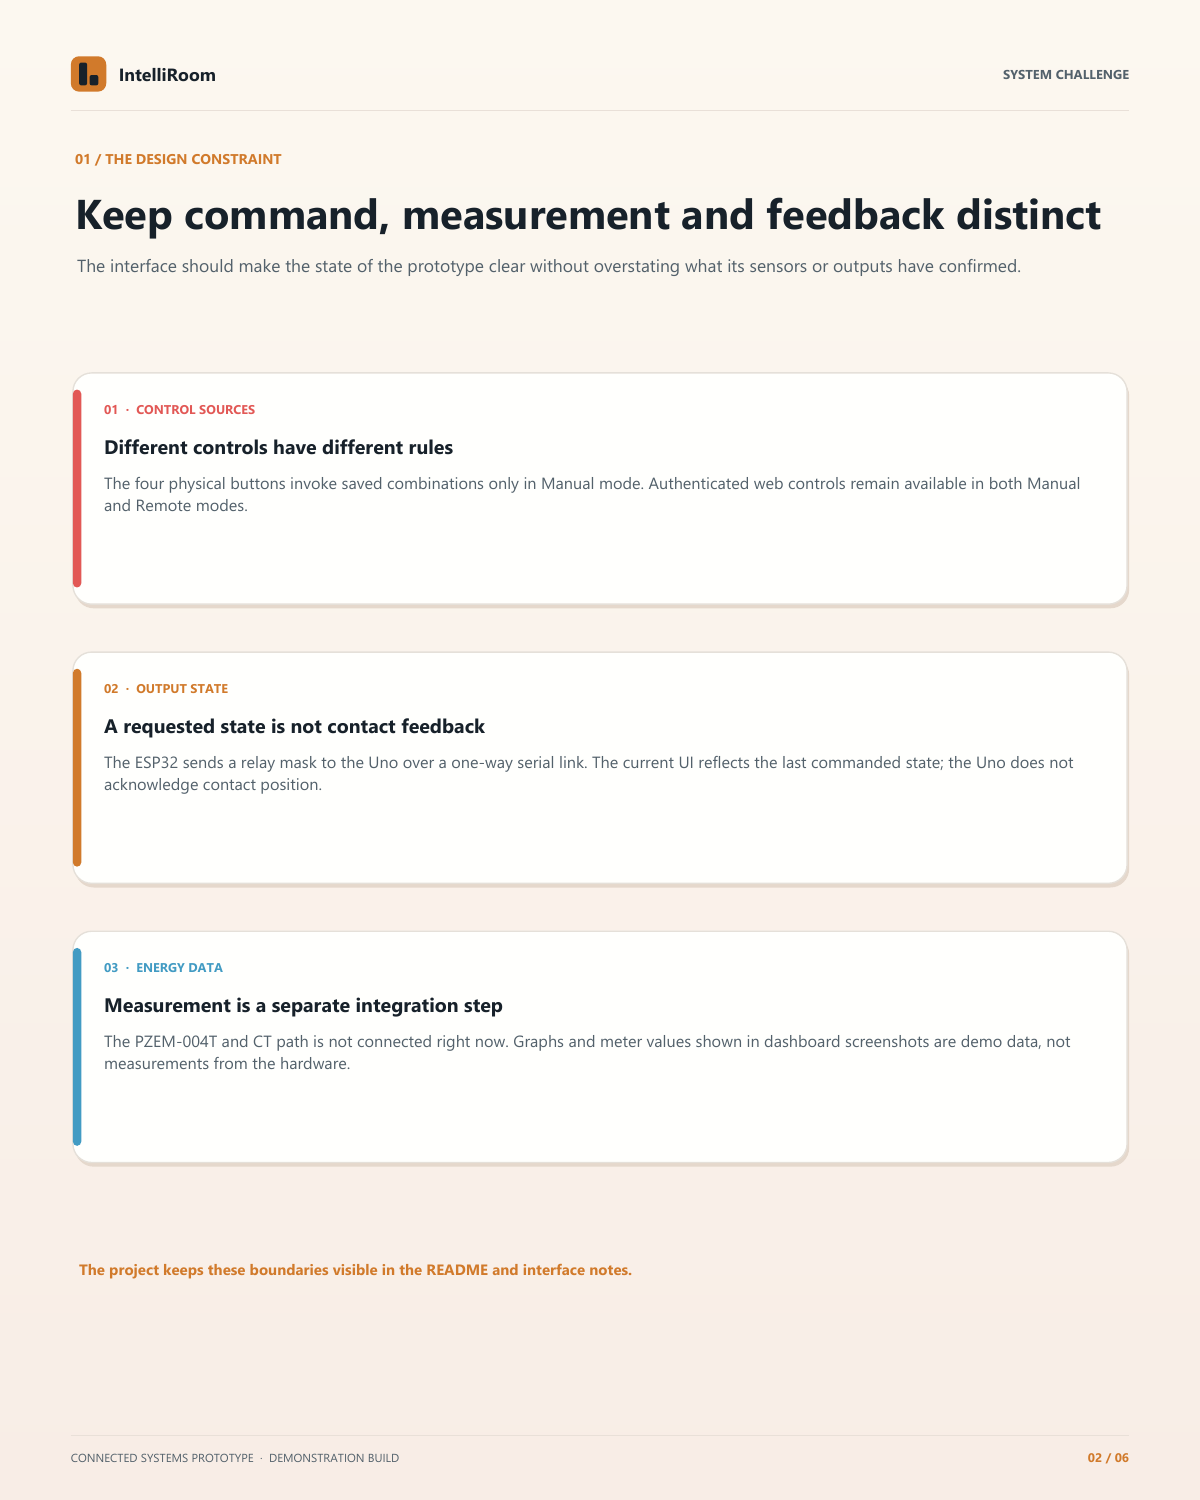 IntelliRoom
SYSTEM CHALLENGE
01 / THE DESIGN CONSTRAINT
Keep command, measurement and feedback distinct
The interface should make the state of the prototype clear without overstating what its sensors or outputs have confirmed.
01 · CONTROL SOURCES
Different controls have different rules
The four physical buttons invoke saved combinations only in Manual mode. Authenticated web controls remain available in both Manual
and Remote modes.
02 · OUTPUT STATE
A requested state is not contact feedback
The ESP32 sends a relay mask to the Uno over a one-way serial link. The current UI reflects the last commanded state; the Uno does not
acknowledge contact position.
03 · ENERGY DATA
Measurement is a separate integration step
The PZEM-004T and CT path is not connected right now. Graphs and meter values shown in dashboard screenshots are demo data, not
measurements from the hardware.
The project keeps these boundaries visible in the README and interface notes.
CONNECTED SYSTEMS PROTOTYPE · DEMONSTRATION BUILD
02 / 06